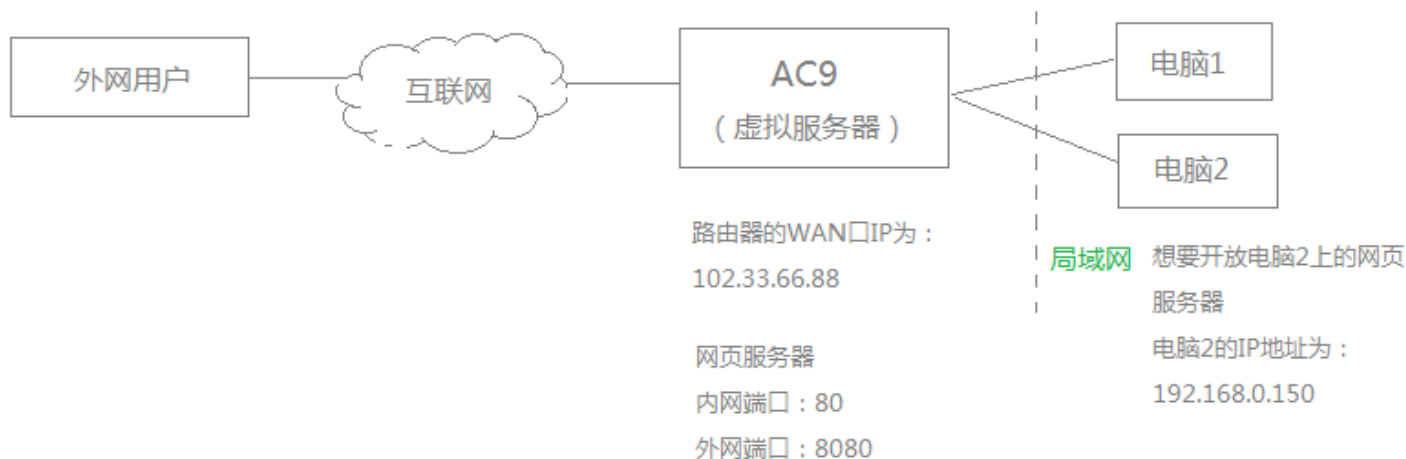 外网用户
互联网
AC9
（虚拟服务器）
电脑1
电脑2
路由器的WAN口IP为：
102.33.66.88
网页服务器
内网端口：80
外网端口：8080
局域网
想要开放电脑2上的网页
服务器
电脑2的IP地址为：
192.168.0.150